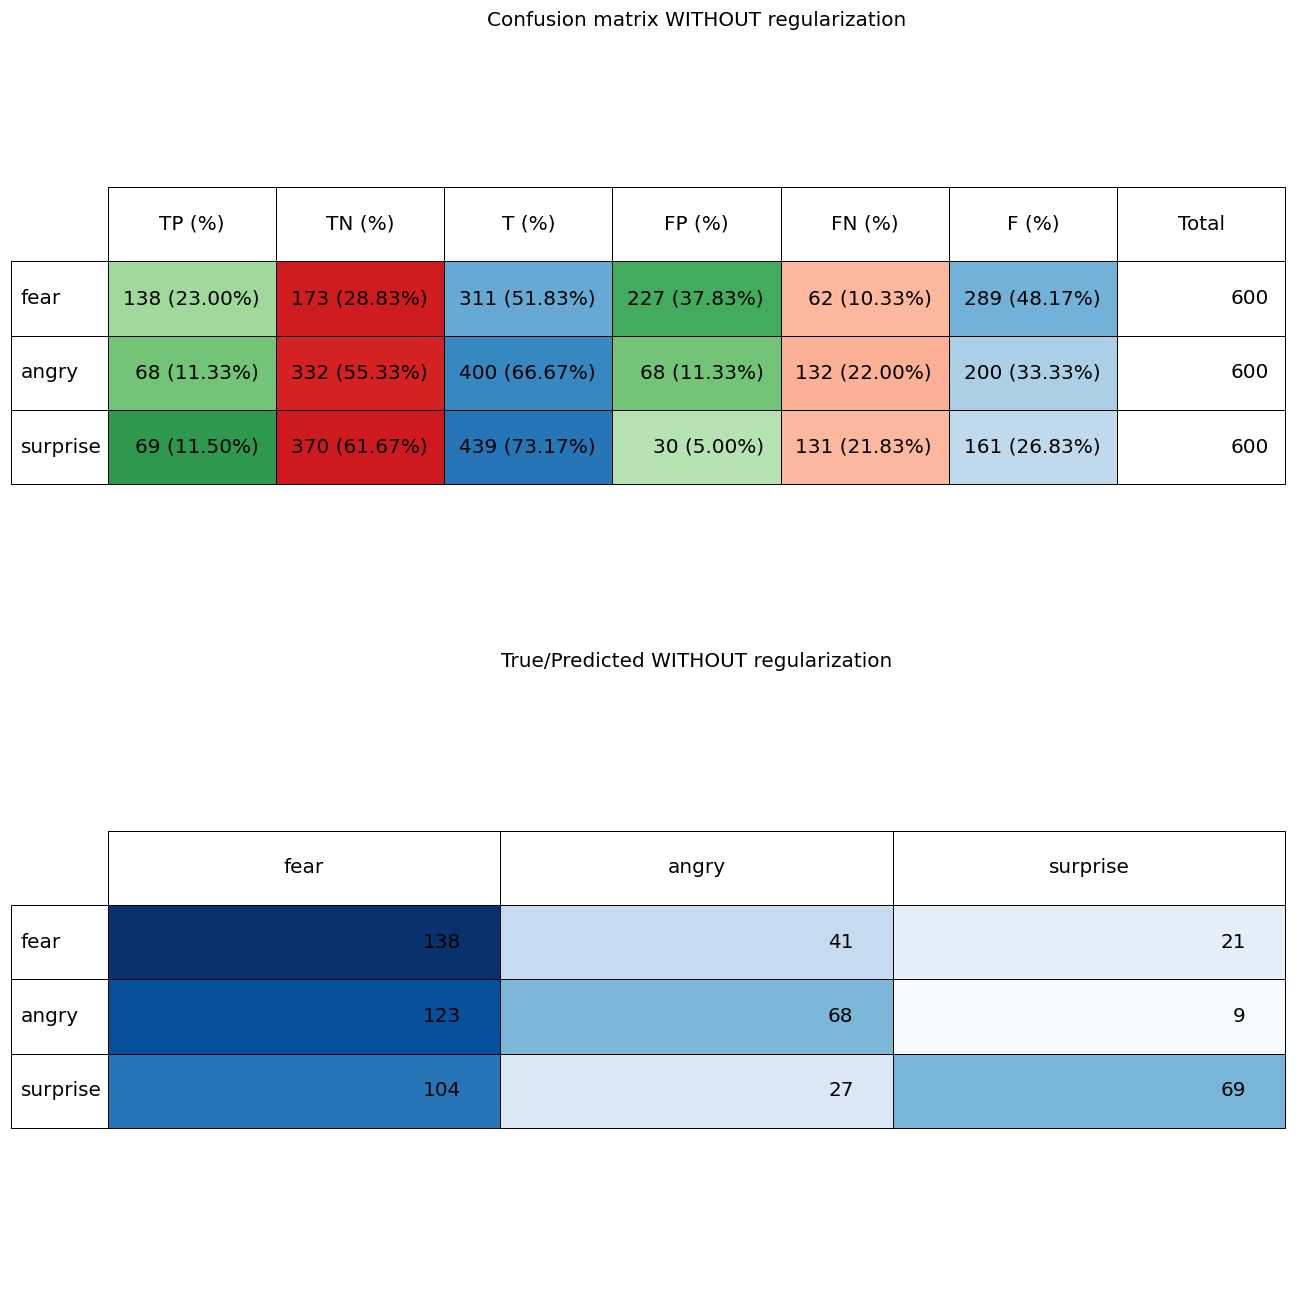 Confusion matrix WITHOUT regularization
TP (%) TN (%) T (%) FP (%) FN (%) F (%) Total
fear 138 (23.00%) 173 (28.83%) 311 (51.83%) 227 (37.83%) 62 (10.33%) 289 (48.17%) 600
angry 68 (11.33%) 332 (55.33%) 400 (66.67%) 68 (11.33%) 132 (22.00%) 200 (33.33%) 600
surprise 69 (11.50%) 370 (61.67%) 439 (73.17%) 30 (5.00%) 131 (21.83%) 161 (26.83%) 600
True/Predicted WITHOUT regularization
fear angry surprise
fear 138 41 21
angry 123 68 9
surprise 104 27 69